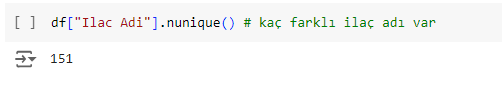 [ ] df["Ilac Adi"].nunique() # kaç farklı ilaç adı var
151